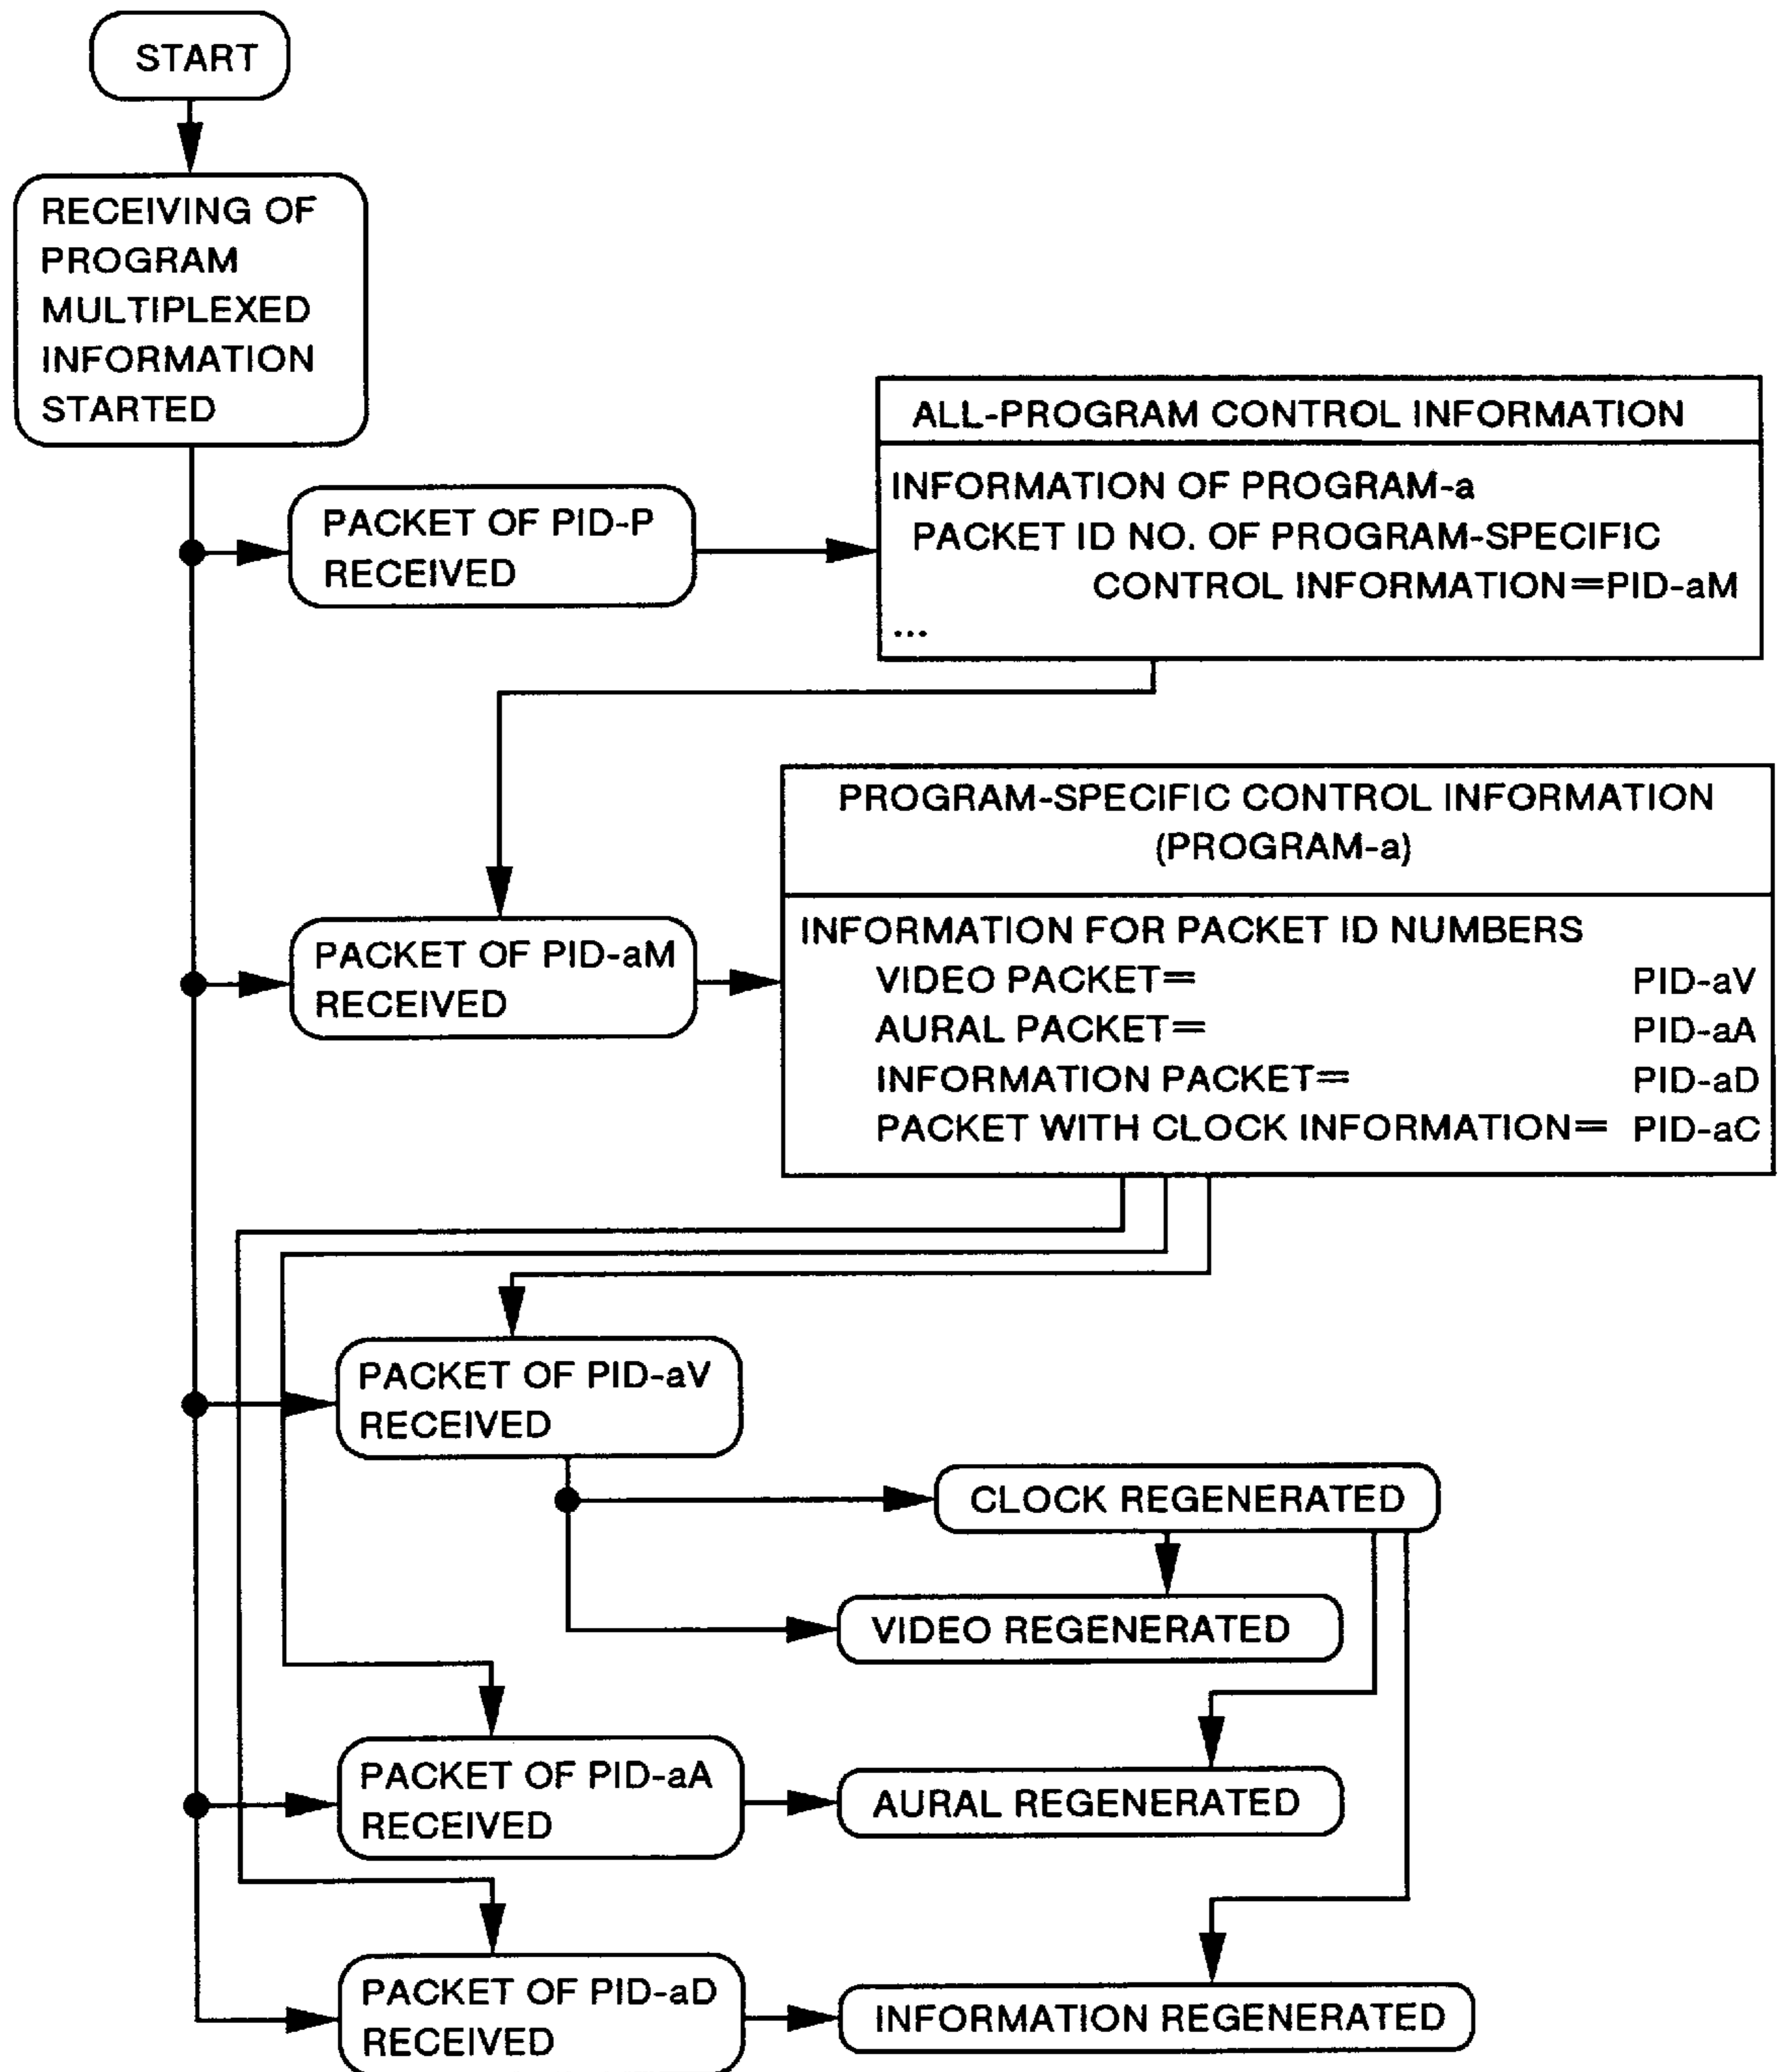 START
RECEIVING OF
PROGRAM
MULTIPLEXED
INFORMATION
STARTED
ALL-PROGRAM CONTROL INFORMATION
INFORMATION OF PROGRAM-a
PACKET ID NO. OF PROGRAM-SPECIFIC
CONTROL INFORMATION=PID-aM
...
PACKET OF PID-P
RECEIVED
PROGRAM-SPECIFIC CONTROL INFORMATION
(PROGRAM-a)
INFORMATION FOR PACKET ID NUMBERS
VIDEO PACKET= PID-aV
AURAL PACKET= PID-aA
INFORMATION PACKET= PID-aD
PACKET WITH CLOCK INFORMATION= PID-aC
PACKET OF PID-aM
RECEIVED
PACKET OF PID-aV
RECEIVED
CLOCK REGENERATED
VIDEO REGENERATED
PACKET OF PID-aA
RECEIVED
AURAL REGENERATED
PACKET OF PID-aD
RECEIVED
INFORMATION REGENERATED